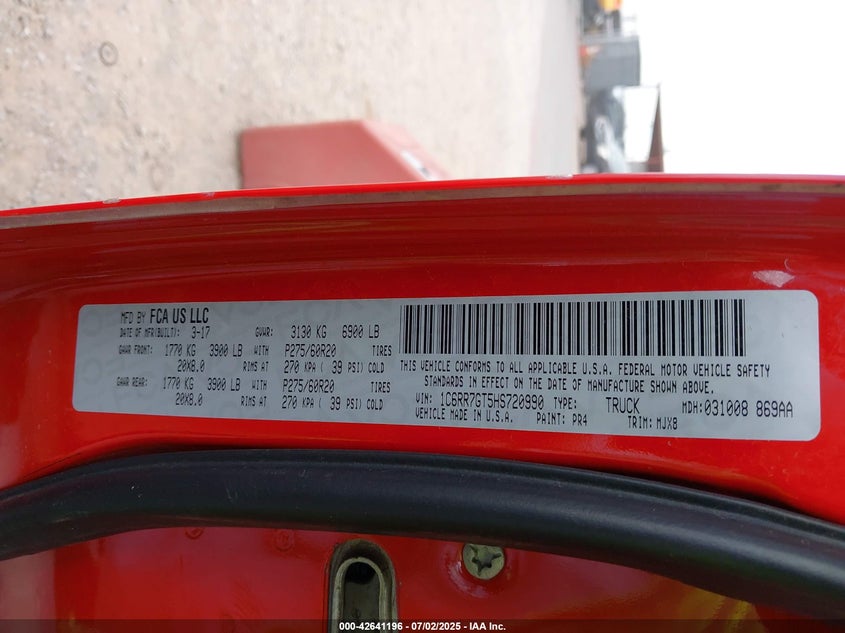 MFD BY FCA US LLC
DATE OF MFR(BUILT): 3-17 GVWR: 3130 KG 6900 LB
GAWR FRONT: 1770 KG 3900 LB WITH P275/60R20 TIRES
20X8.0 RIMS AT 270 KPA ( 39 PSI) COLD
GAWR REAR: 1770 KG 3900 LB WITH P275/60R20 TIRES
20X8.0 RIMS AT 270 KPA ( 39 PSI) COLD
THIS VEHICLE CONFORMS TO ALL APPLICABLE U.S.A. FEDERAL MOTOR VEHICLE SAFETY
STANDARDS IN EFFECT ON THE DATE OF MANUFACTURE SHOWN ABOVE.
VIN: 1C6RR7GT5HS720990 TYPE: TRUCK MDH:031008 869AA
VEHICLE MADE IN U.S.A. PAINT: PR4 TRIM: MJX8
000-42641196 - 07/02/2025 - IAA Inc.